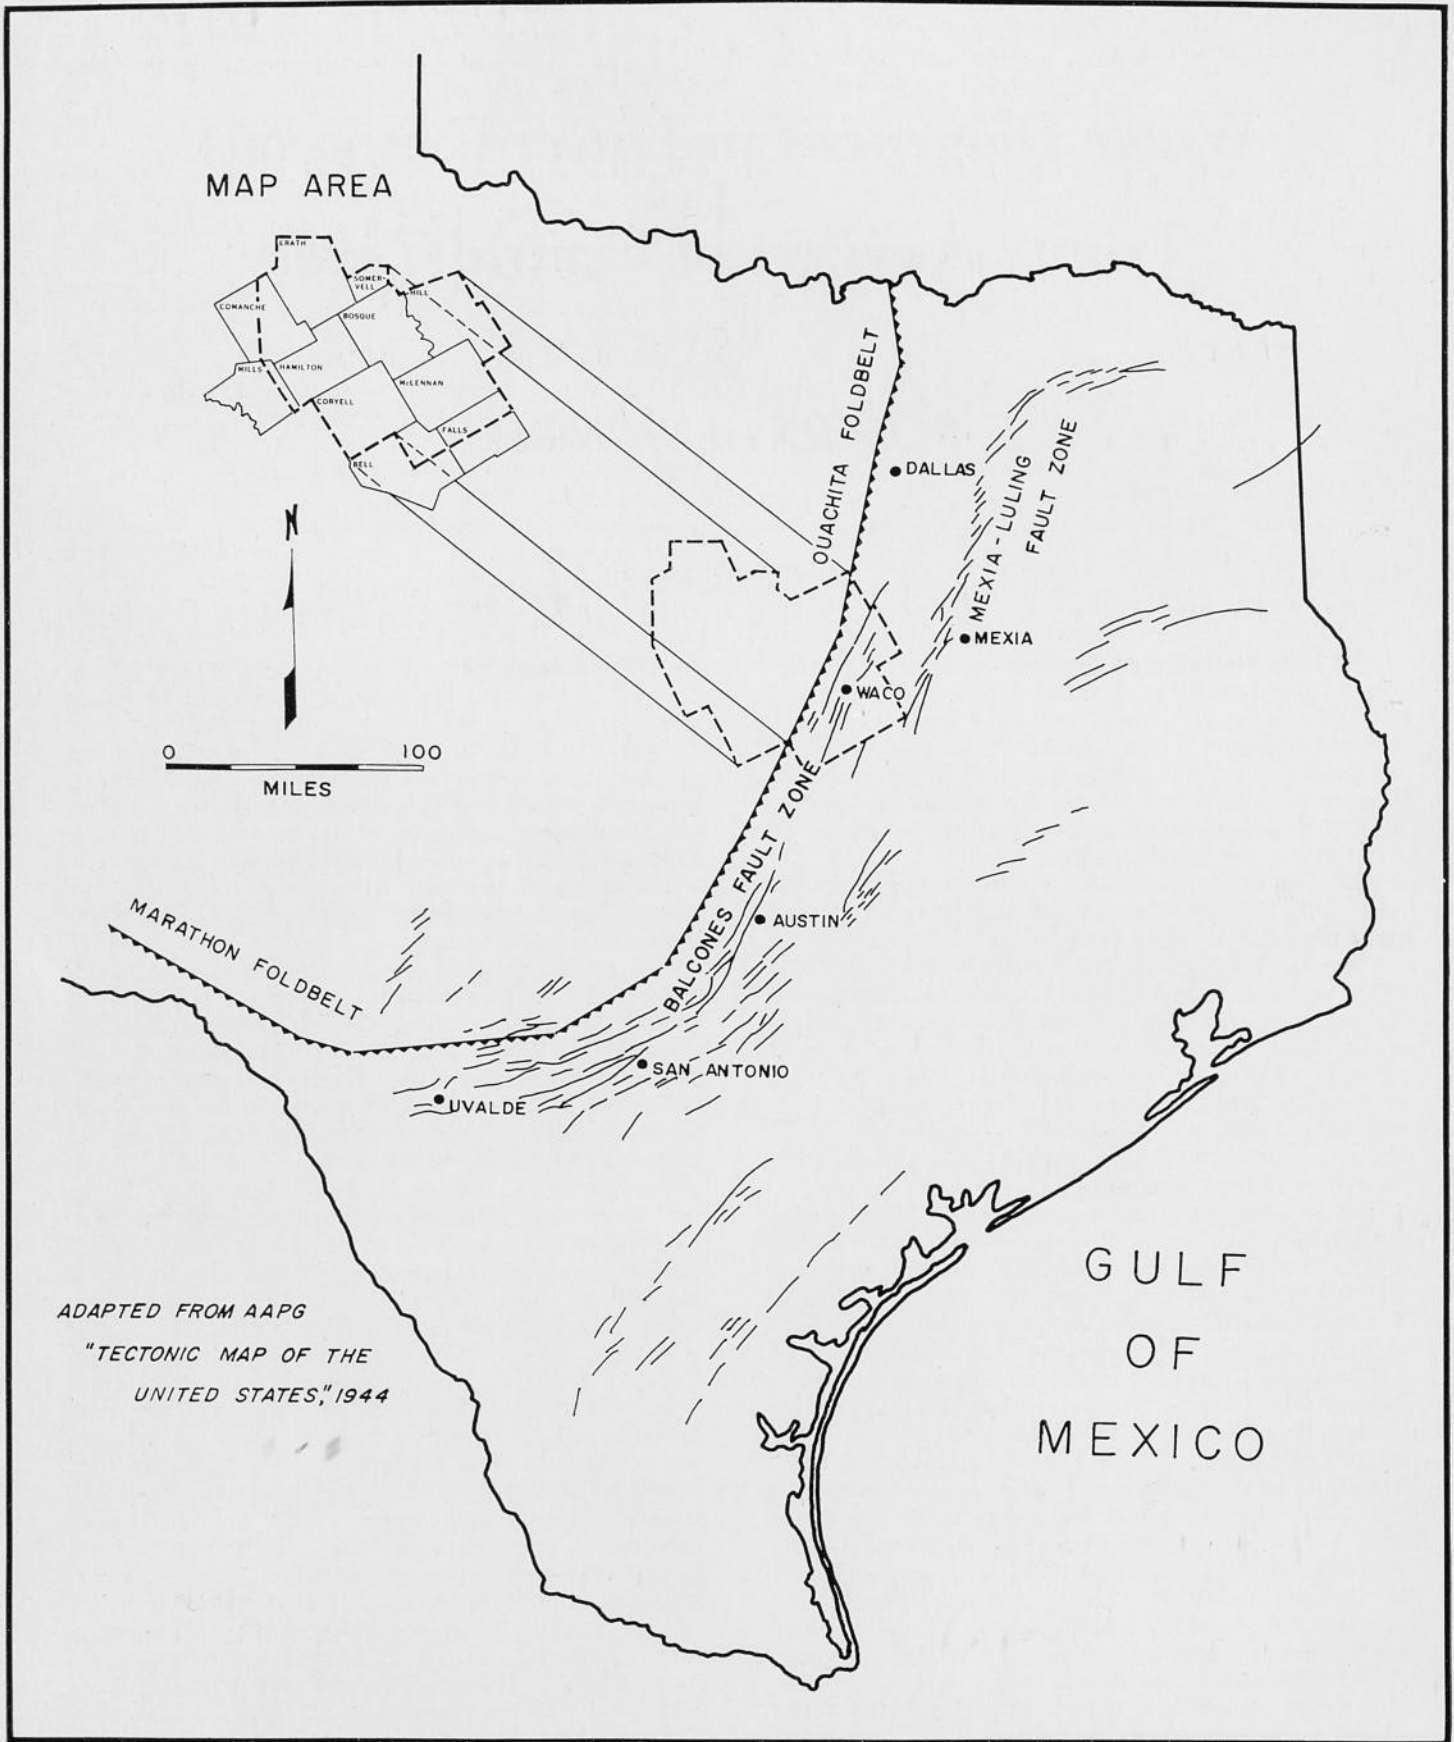 MAP AREA
ERATH
SOMER-
VELL
HILL
COMANCHE
BOSQUE
MILLS
HAMILTON
McLENNAN
CORYELL
FALLS
BELL
N
OUACHITA FOLDBELT
DALLAS
MEXIA-LULING
FAULT ZONE
MEXIA
WACO
0 100
MILES
BALCONES FAULT ZONE
MARATHON FOLDBELT
AUSTIN
SAN ANTONIO
UVALDE
GULF
OF
MEXICO
ADAPTED FROM AAPG
"TECTONIC MAP OF THE
UNITED STATES," 1944